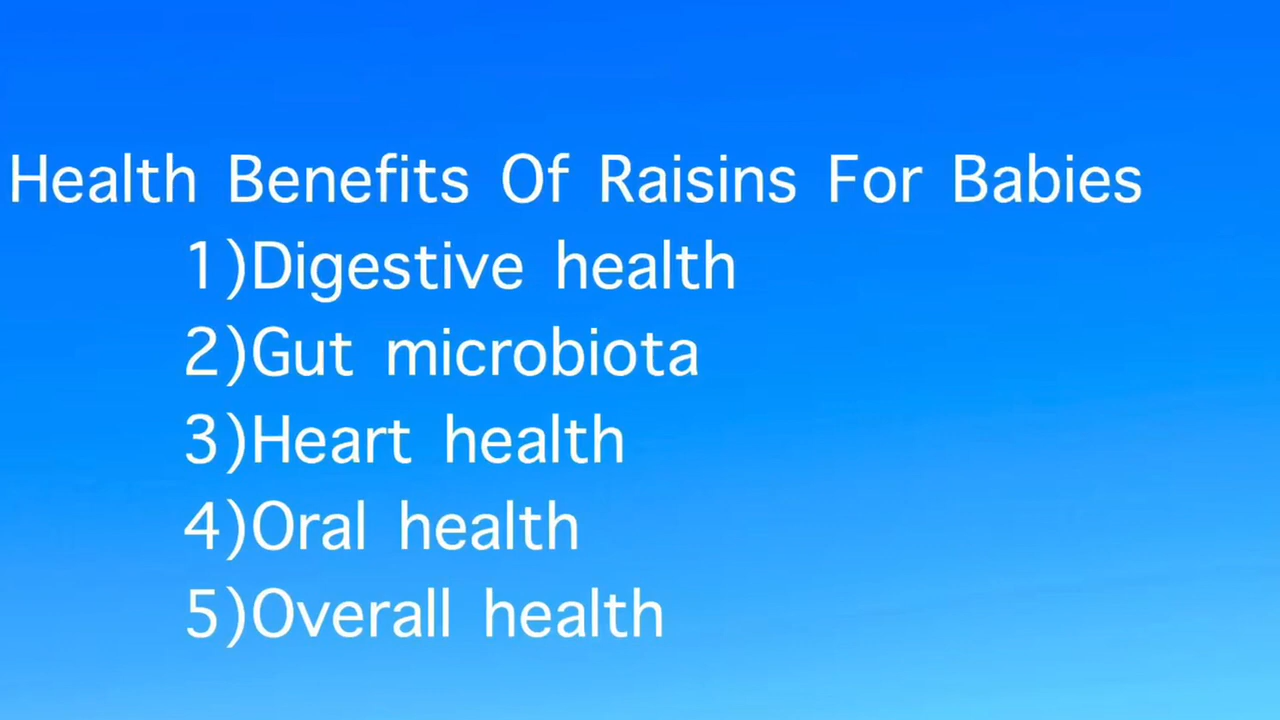 Health Benefits Of Raisins For Babies
1)Digestive health
2)Gut microbiota
3)Heart health
4)Oral health
5)Overall health